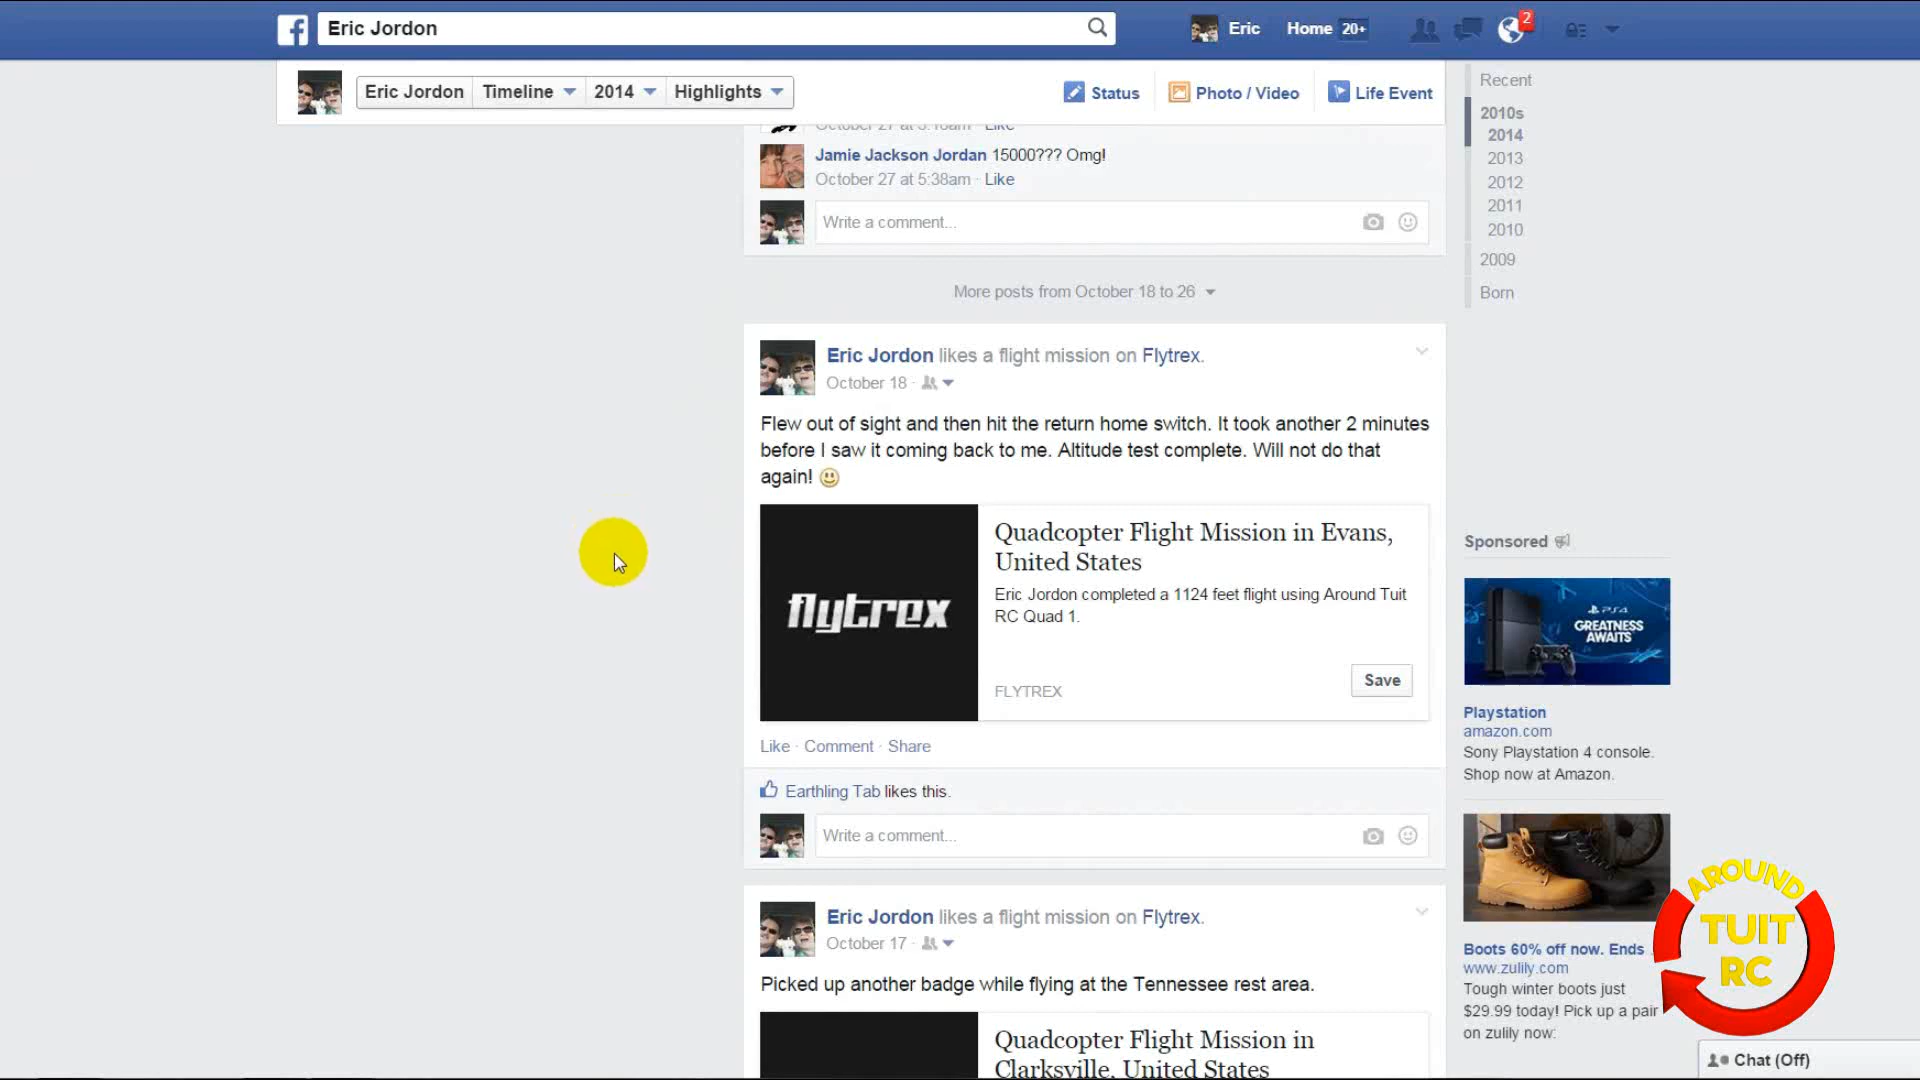 Eric Jordon
Eric Home 20+ 2
Eric Jordon Timeline 2014 Highlights
Status Photo / Video Life Event
October 27 at 5:18am · Like
Jamie Jackson Jordan 15000??? Omg!
October 27 at 5:38am · Like
Write a comment...
More posts from October 18 to 26
Eric Jordon likes a flight mission on Flytrex.
October 18 ·
Flew out of sight and then hit the return home switch. It took another 2 minutes
before I saw it coming back to me. Altitude test complete. Will not do that
again!
flytrex
Quadcopter Flight Mission in Evans,
United States
Eric Jordon completed a 1124 feet flight using Around Tuit
RC Quad 1.
FLYTREX
Save
Like · Comment · Share
Earthling Tab likes this.
Write a comment...
Eric Jordon likes a flight mission on Flytrex.
October 17 ·
Picked up another badge while flying at the Tennessee rest area.
Quadcopter Flight Mission in
Clarksville, United States
Recent
2010s
2014
2013
2012
2011
2010
2009
Born
Sponsored
PS4
GREATNESS
AWAITS
Playstation
amazon.com
Sony Playstation 4 console.
Shop now at Amazon.
Boots 60% off now. Ends
www.zulily.com
Tough winter boots just
$29.99 today! Pick up a pair
on zulily now:
AROUND
TUIT
RC
Chat (Off)